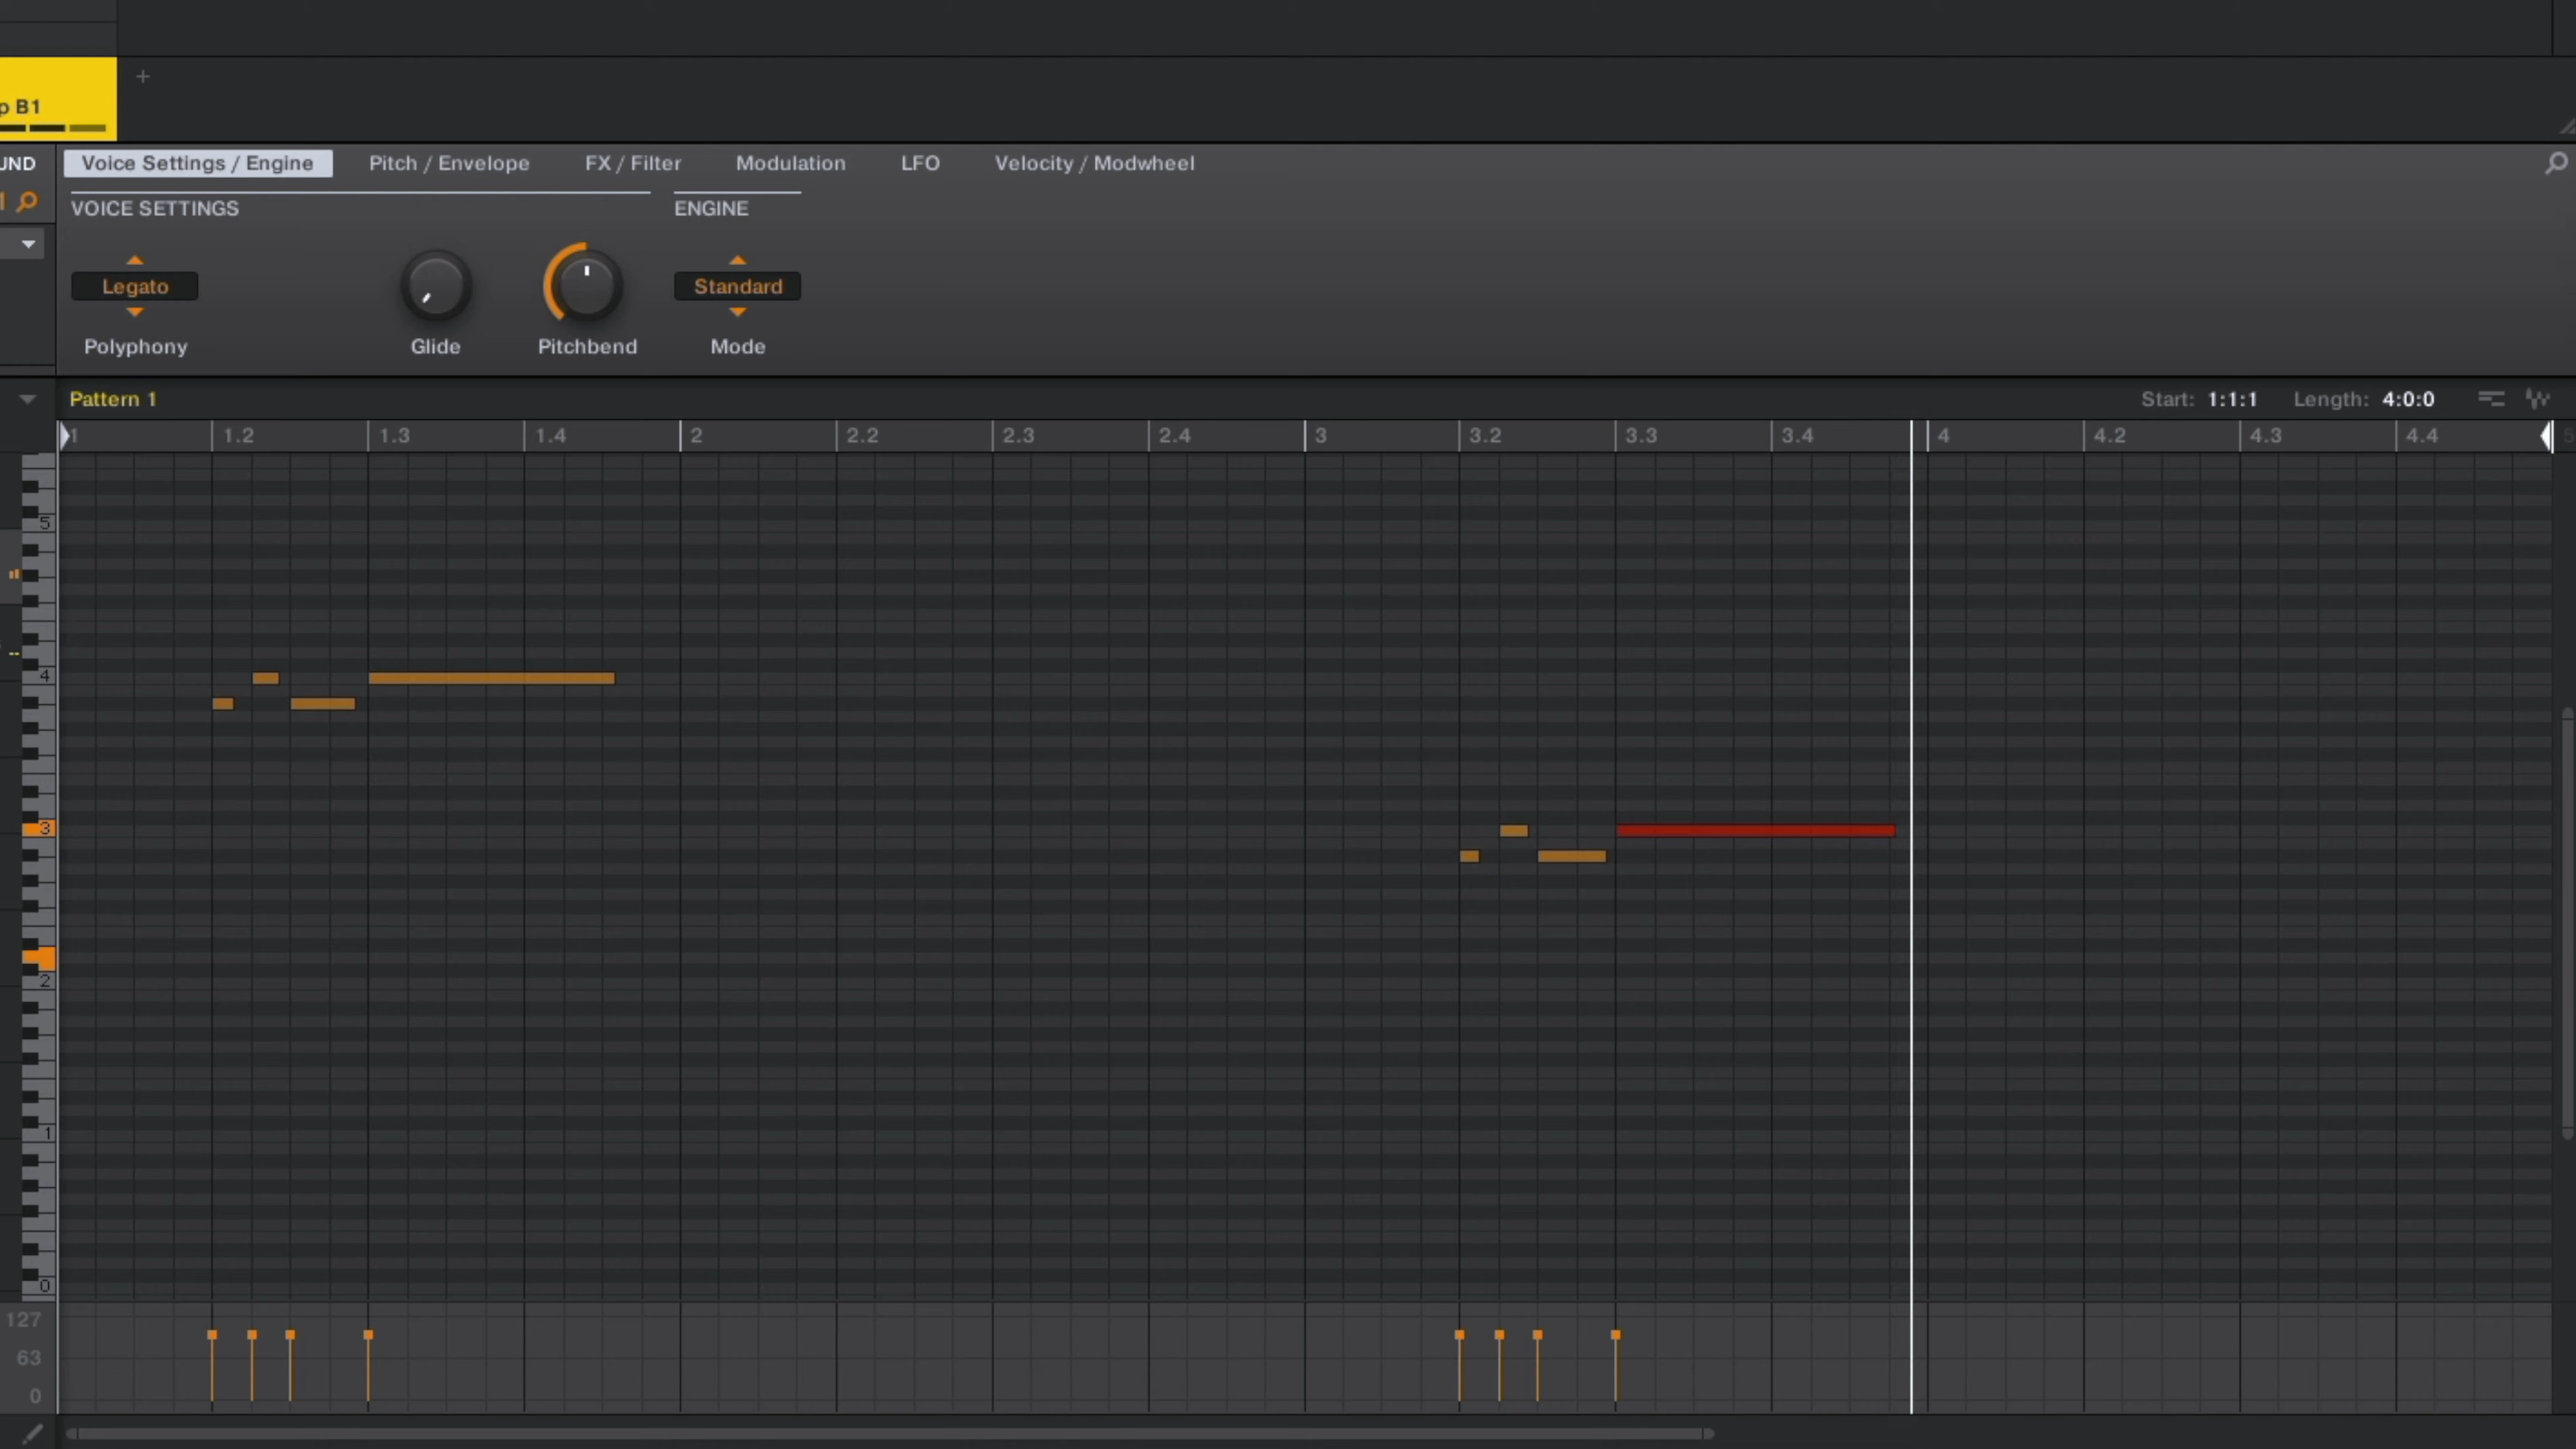 p B1
+
UND
Voice Settings / Engine
Pitch / Envelope
FX / Filter
Modulation
LFO
Velocity / Modwheel
VOICE SETTINGS
ENGINE
Legato
Standard
Polyphony
Glide
Pitchbend
Mode
Pattern 1
Start: 1:1:1
Length: 4:0:0
1
1.2
1.3
1.4
2
2.2
2.3
2.4
3
3.2
3.3
3.4
4
4.2
4.3
4.4
5
5
4
3
2
1
0
127
63
0